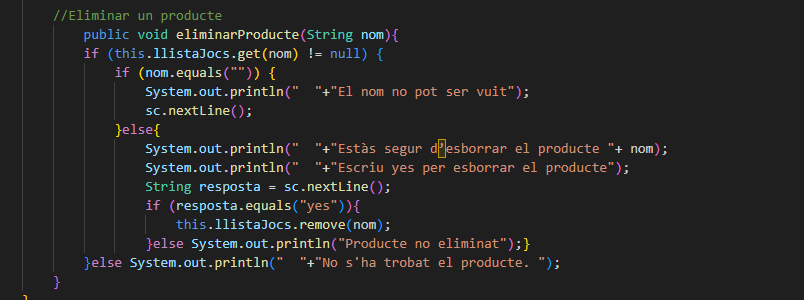 //Eliminar un producte
public void eliminarProducte(String nom){
if (this.llistaJocs.get(nom) != null) {
if (nom.equals("")) {
System.out.println("  "+"El nom no pot ser vuit");
sc.nextLine();
}else{
System.out.println("  "+"Estàs segur d’esborrar el producte "+ nom);
System.out.println("  "+"Escriu yes per esborrar el producte");
String resposta = sc.nextLine();
if (resposta.equals("yes")){
this.llistaJocs.remove(nom);
}else System.out.println("Producte no eliminat");}
}else System.out.println("  "+"No s'ha trobat el producte. ");
}
}